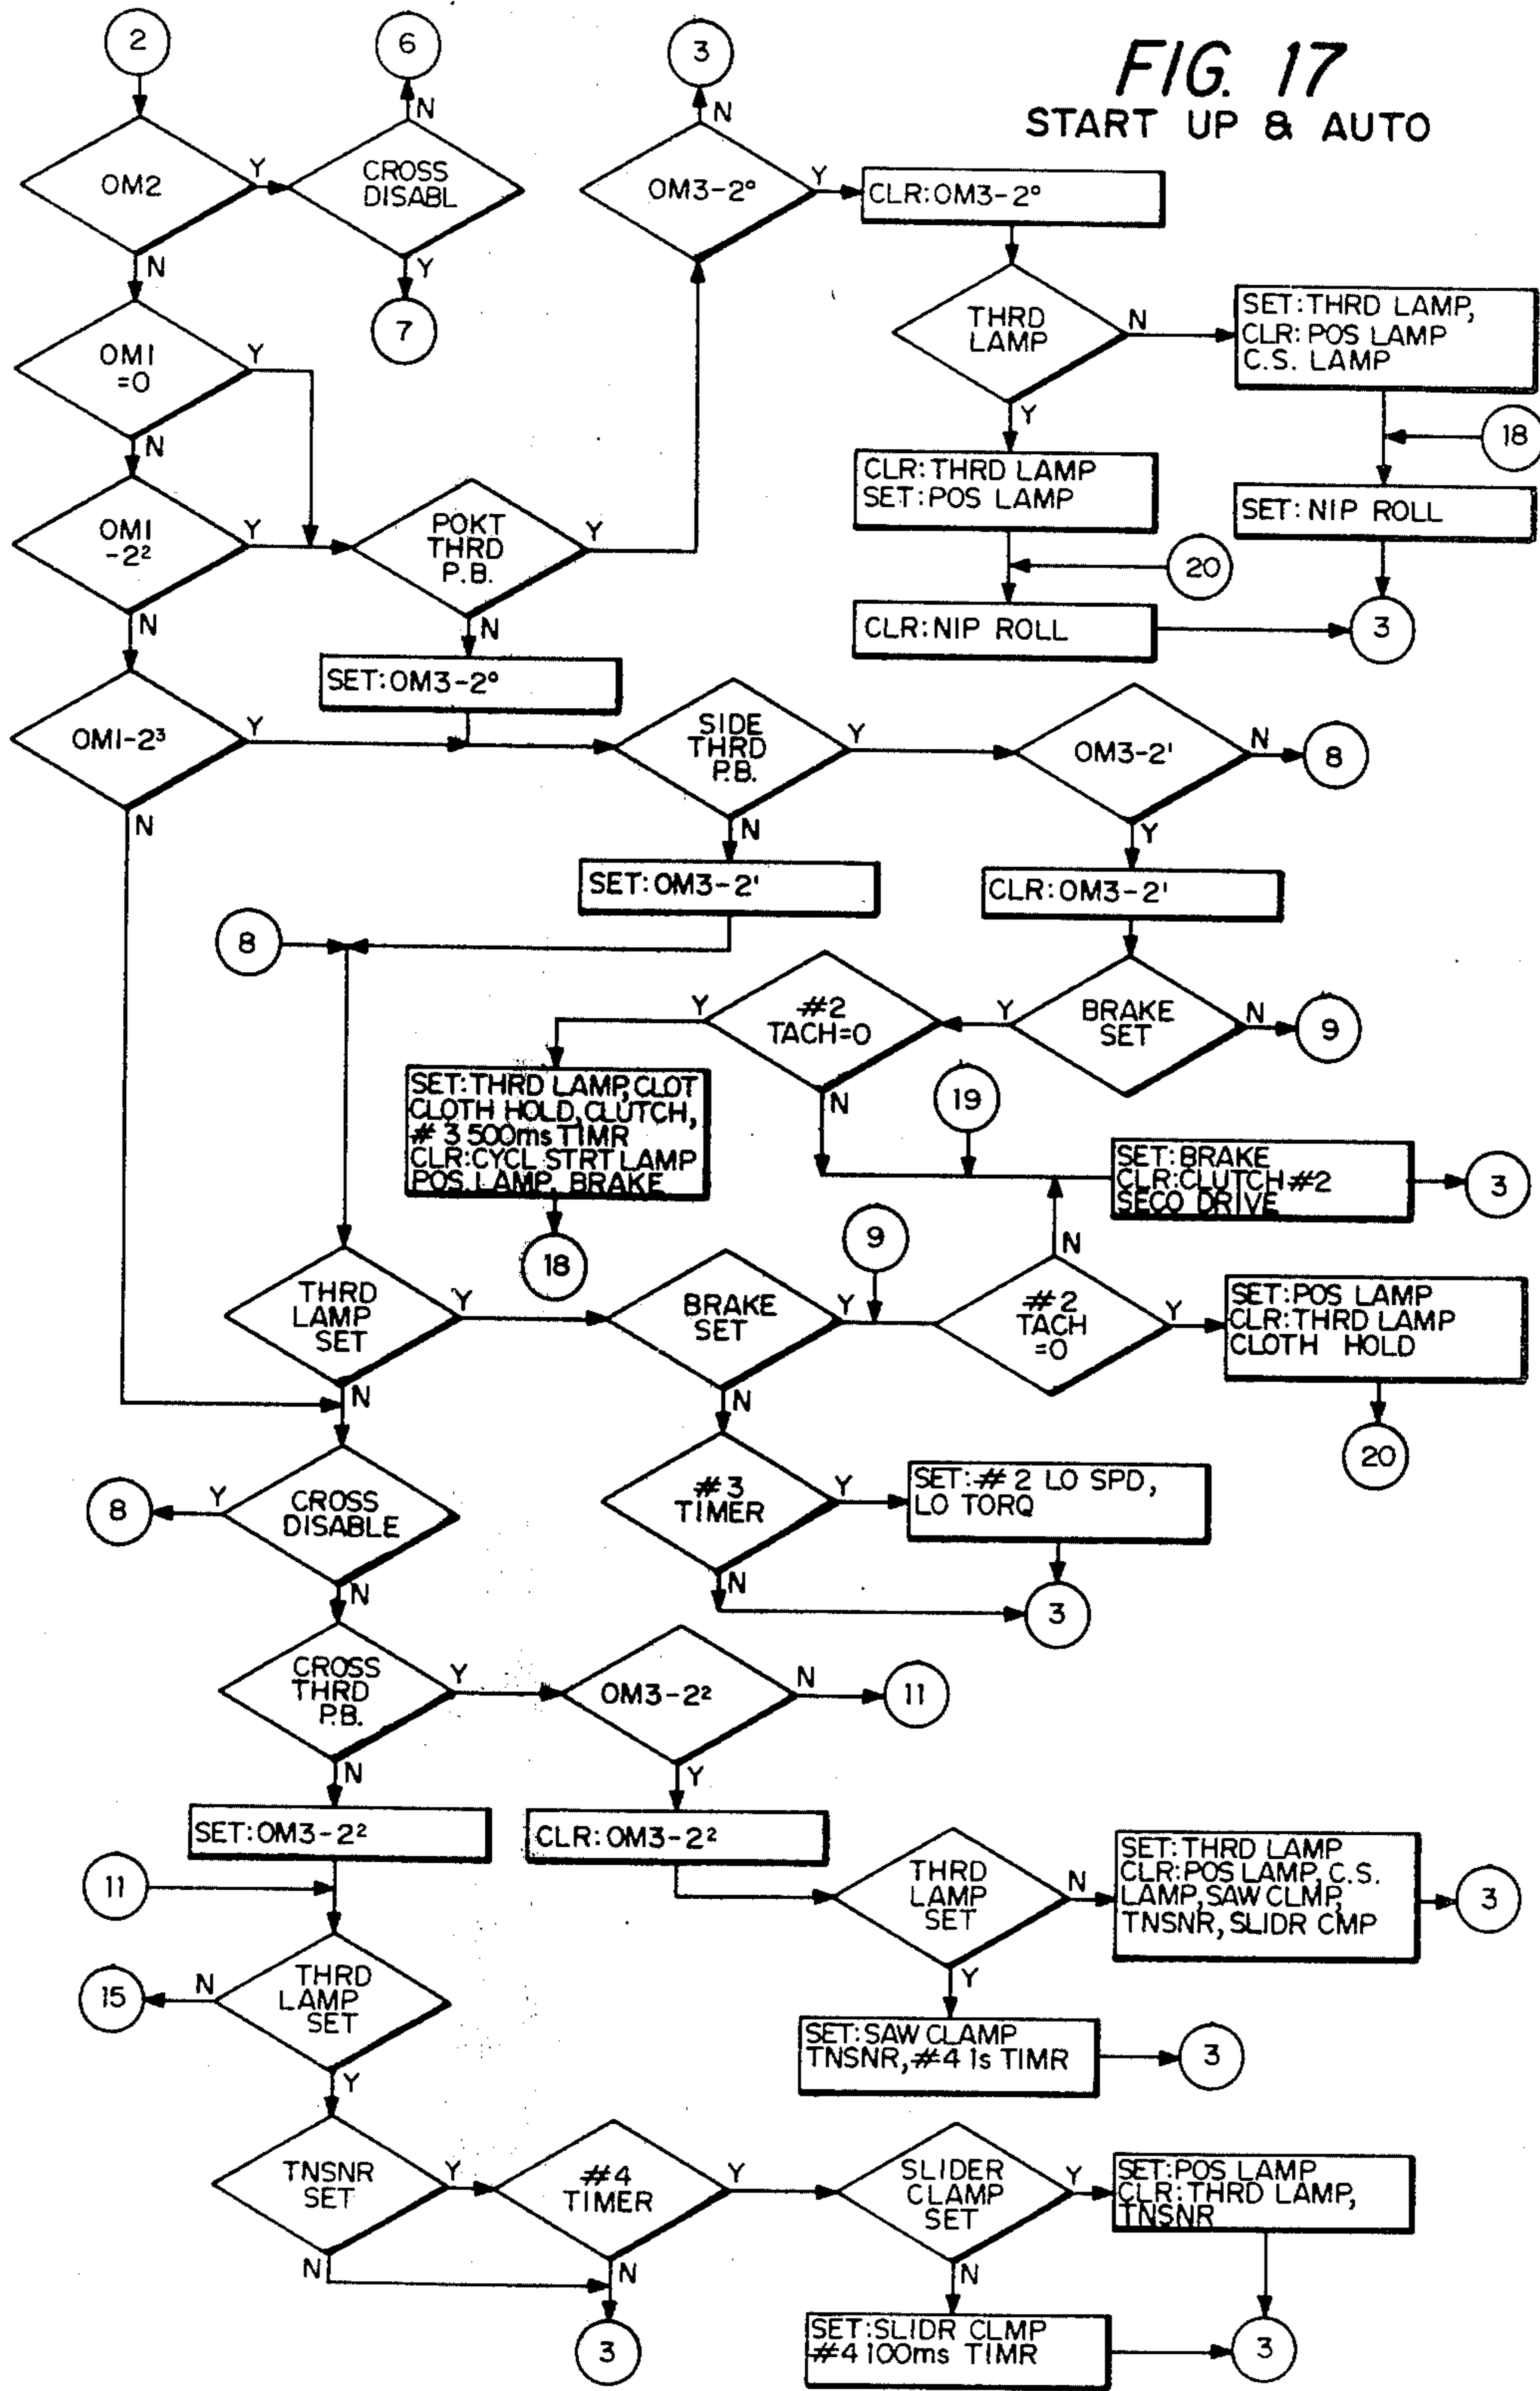 FIG. 17
START UP & AUTO
2
6
3
OM2
Y
N
CROSS
DISABL
N
Y
7
OM3-2°
N
Y
CLR:OM3-2°
THRD
LAMP
N
Y
SET:THRD LAMP,
CLR:POS LAMP
C.S. LAMP
18
SET:NIP ROLL
3
CLR:THRD LAMP
SET:POS LAMP
20
CLR:NIP ROLL
OM1
=0
Y
N
OM1
-2²
Y
N
POKT
THRD
P.B.
Y
N
SET:OM3-2°
OM1-2³
Y
N
SIDE
THRD
P.B.
Y
N
OM3-2'
N
Y
8
SET:OM3-2'
CLR:OM3-2'
8
BRAKE
SET
Y
N
9
#2
TACH=0
Y
N
SET:THRD LAMP,CLOT
CLOTH HOLD,CLUTCH,
# 3 500ms TIMR
CLR:CYCL STRT LAMP
POS. LAMP, BRAKE
18
19
SET:BRAKE
CLR:CLUTCH #2
SECO DRIVE
3
THRD
LAMP
SET
Y
N
BRAKE
SET
Y
N
9
#2
TACH
=0
N
Y
SET:POS LAMP
CLR:THRD LAMP
CLOTH HOLD
20
CROSS
DISABLE
Y
N
8
#3
TIMER
Y
N
SET:#2 LO SPD,
LO TORQ
3
CROSS
THRD
P.B.
Y
N
OM3-2²
N
Y
11
SET:OM3-2²
CLR:OM3-2²
11
THRD
LAMP
SET
N
Y
SET:THRD LAMP
CLR:POS LAMP,C.S.
LAMP,SAW CLMP,
TNSNR,SLIDR CMP
3
THRD
LAMP
SET
N
Y
15
SET:SAW CLAMP
TNSNR,#4 1s TIMR
3
TNSNR
SET
Y
N
#4
TIMER
Y
N
3
SLIDER
CLAMP
SET
Y
N
SET:POS LAMP
CLR:THRD LAMP,
TNSNR
SET:SLIDR CLMP
#4 100ms TIMR
3